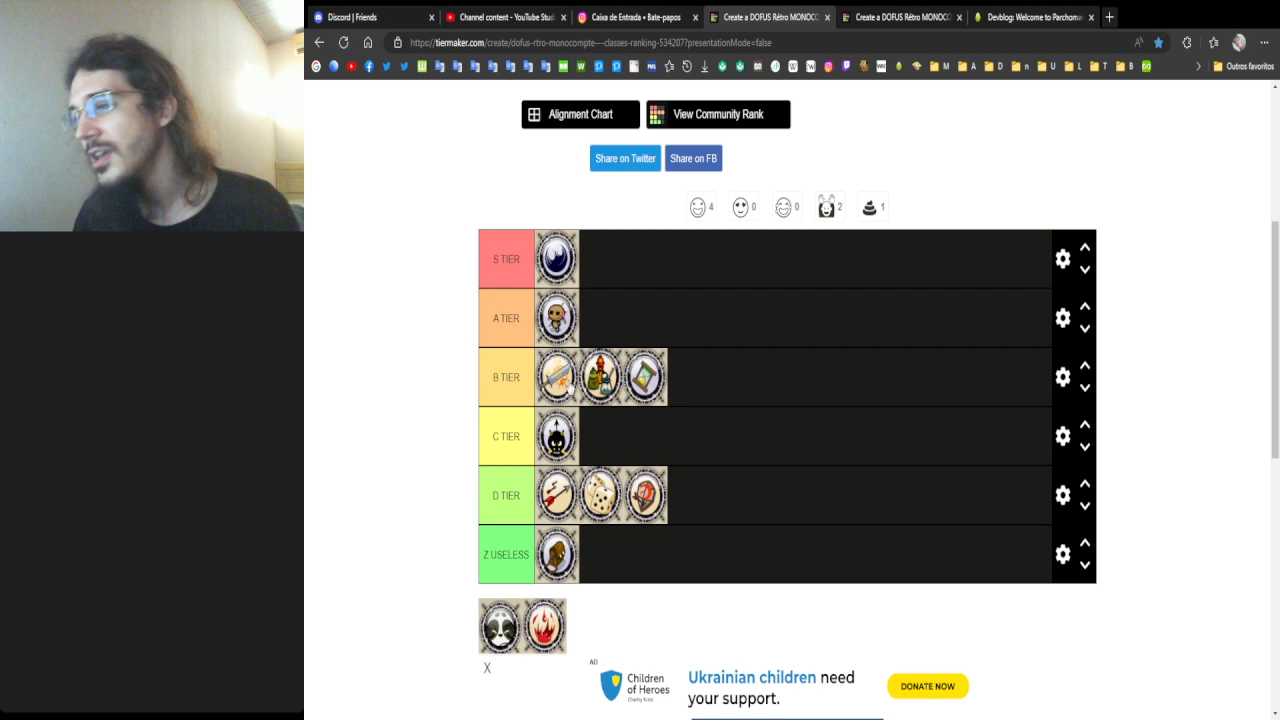 Discord | Friends
Channel content - YouTube Stud
Caixa de Entrada • Bate-papos
Create a DOFUS Rétro MONOCO
Create a DOFUS Rétro MONOCO
Devblog: Welcome to Parchoma
https://tiermaker.com/create/dofus-rtro-monocompte---classes-ranking-534207?presentationMode=false
M
A
D
n
U
L
T
B
Outros favoritos
Alignment Chart
View Community Rank
Share on Twitter
Share on FB
4
0
0
2
1
S TIER
A TIER
B TIER
C TIER
D TIER
Z USELESS
X
AD
Children
of Heroes
Charity Fund
Ukrainian children need
your support.
DONATE NOW